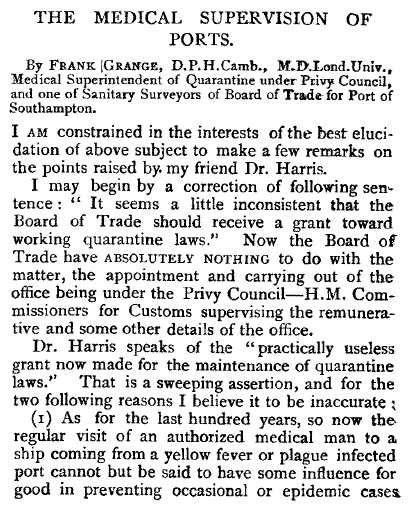 THE MEDICAL SUPERVISION OF
PORTS.
By FRANK |GRANGE, D.P.H.Camb., M.D.Lond.Univ.,
Medical Superintendent of Quarantine under Privy Council,
and one of Sanitary Surveyors of Board of Trade for Port of
Southampton.
I AM constrained in the interests of the best eluci-
dation of above subject to make a few remarks on
the points raised by my friend Dr. Harris.
I may begin by a correction of following sen-
tence: “ It seems a little inconsistent that the
Board of Trade should receive a grant toward
working quarantine laws.” Now the Board of
Trade have ABSOLUTELY NOTHING to do with the
matter, the appointment and carrying out of the
office being under the Privy Council—H.M. Com-
missioners for Customs supervising the remunera-
tive and some other details of the office.
Dr. Harris speaks of the “practically useless
grant now made for the maintenance of quarantine
laws.” That is a sweeping assertion, and for the
two following reasons I believe it to be inaccurate;
(1) As for the last hundred years, so now the
regular visit of an authorized medical man to a
ship coming from a yellow fever or plague infected
port cannot but be said to have some influence for
good in preventing occasional or epidemic cases